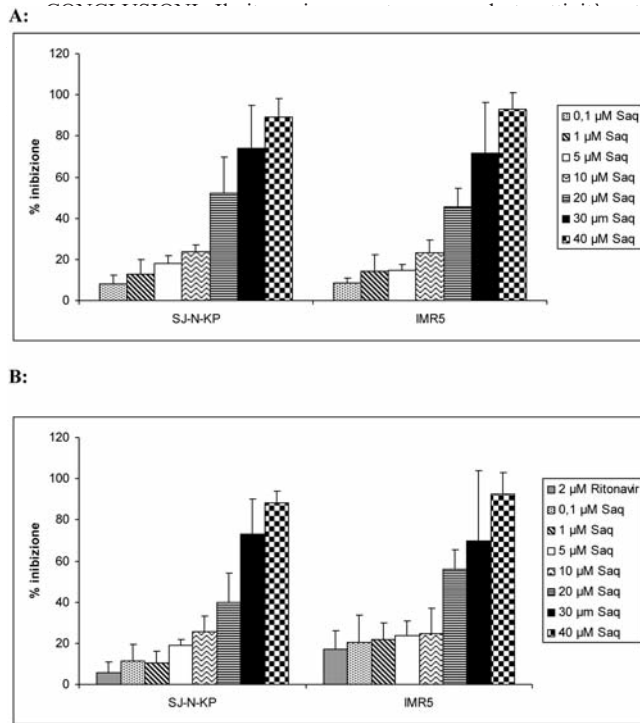 A:
CONCLUSIONI
120
100
80
60
40
20
0
% inibizione
SJ-N-KP
IMR5
0,1 µM Saq
1 µM Saq
5 µM Saq
10 µM Saq
20 µM Saq
30 µm Saq
40 µM Saq
B:
120
100
80
60
40
20
0
% inibizione
SJ-N-KP
IMR5
2 µM Ritonavir
0,1 µM Saq
1 µM Saq
5 µM Saq
10 µM Saq
20 µM Saq
30 µm Saq
40 µM Saq